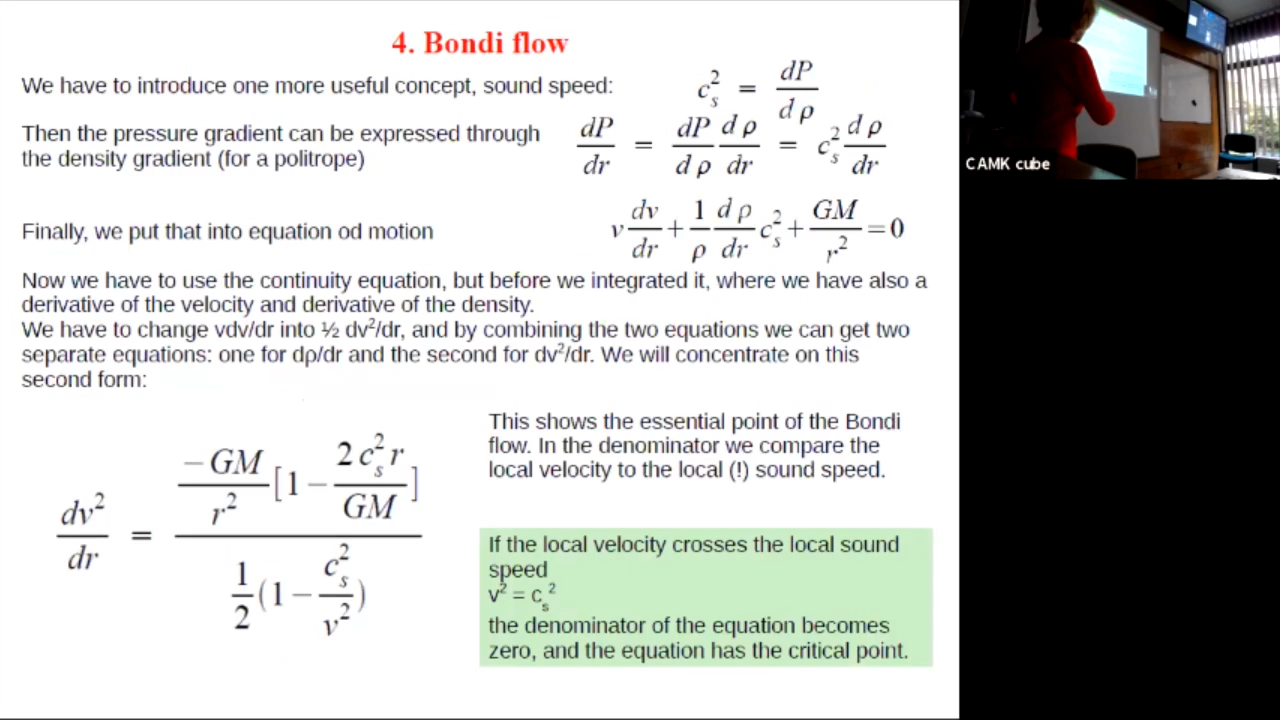 4. Bondi flow
We have to introduce one more useful concept, sound speed: c_s^2 = dP/dρ
Then the pressure gradient can be expressed through
the density gradient (for a politrope) dP/dr = dP/dρ dρ/dr = c_s^2 dρ/dr
Finally, we put that into equation od motion v dv/dr + 1/ρ dρ/dr c_s^2 + GM/r^2 = 0
Now we have to use the continuity equation, but before we integrated it, where we have also a
derivative of the velocity and derivative of the density.
We have to change vdv/dr into ½ dv²/dr, and by combining the two equations we can get two
separate equations: one for dρ/dr and the second for dv²/dr. We will concentrate on this
second form:
dv²/dr = (−GM/r² [1 − 2c_s^2 r/GM]) / (1/2 (1 − c_s^2/v²))
This shows the essential point of the Bondi
flow. In the denominator we compare the
local velocity to the local (!) sound speed.
If the local velocity crosses the local sound
speed
v² = c_s^2
the denominator of the equation becomes
zero, and the equation has the critical point.
CAMK cube